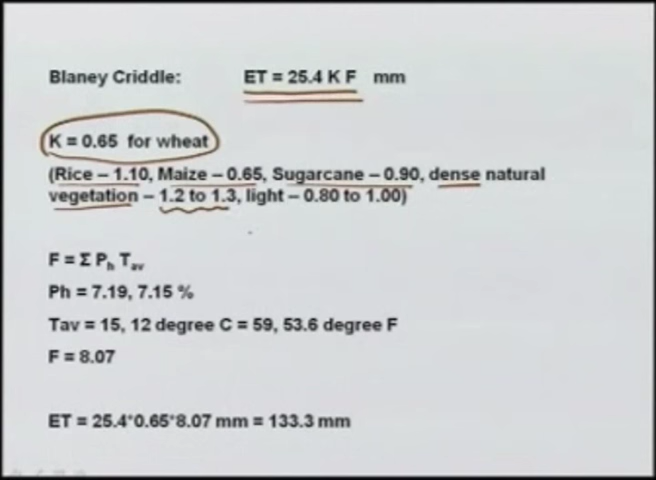 Blaney Criddle: ET = 25.4 K F mm
K = 0.65 for wheat
(Rice – 1.10, Maize – 0.65, Sugarcane – 0.90, dense natural
vegetation – 1.2 to 1.3, light – 0.80 to 1.00)
F = Σ Ph Tav
Ph = 7.19, 7.15 %
Tav = 15, 12 degree C = 59, 53.6 degree F
F = 8.07
ET = 25.4*0.65*8.07 mm = 133.3 mm